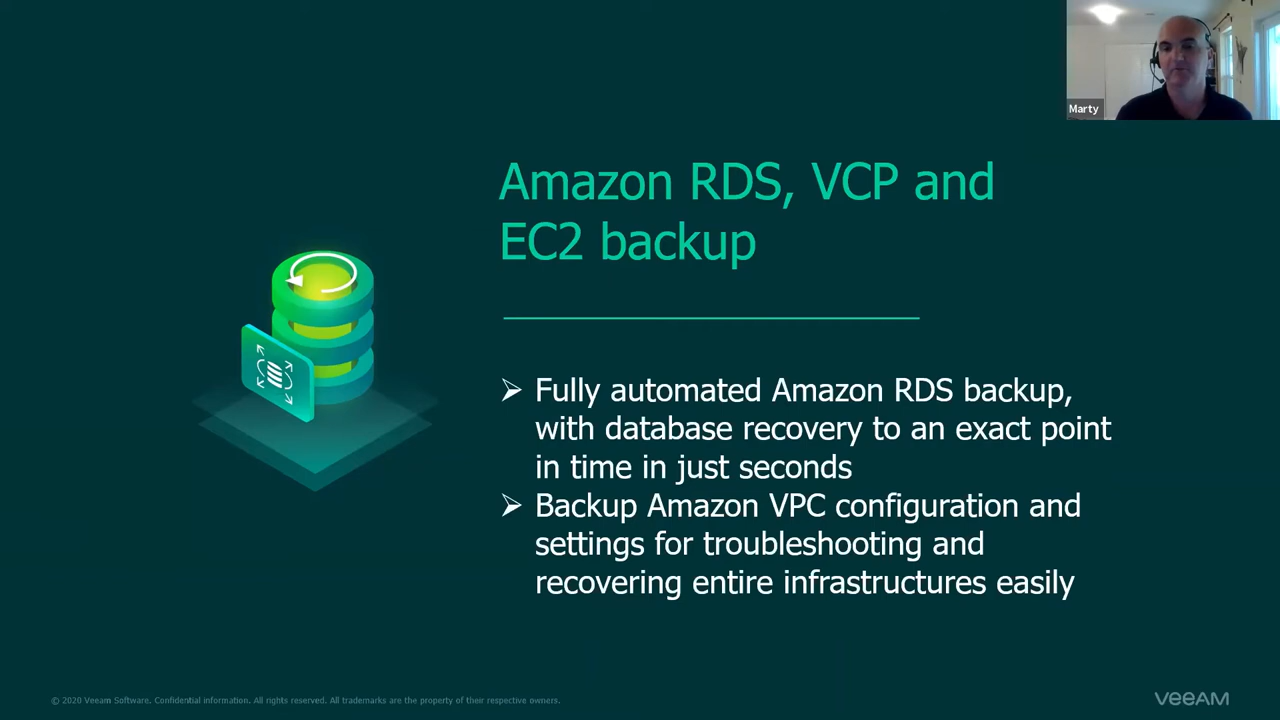 Marty
Amazon RDS, VCP and
EC2 backup
➢ Fully automated Amazon RDS backup,
with database recovery to an exact point
in time in just seconds
➢ Backup Amazon VPC configuration and
settings for troubleshooting and
recovering entire infrastructures easily
© 2020 Veeam Software. Confidential information. All rights reserved. All trademarks are the property of their respective owners.
VEEAM